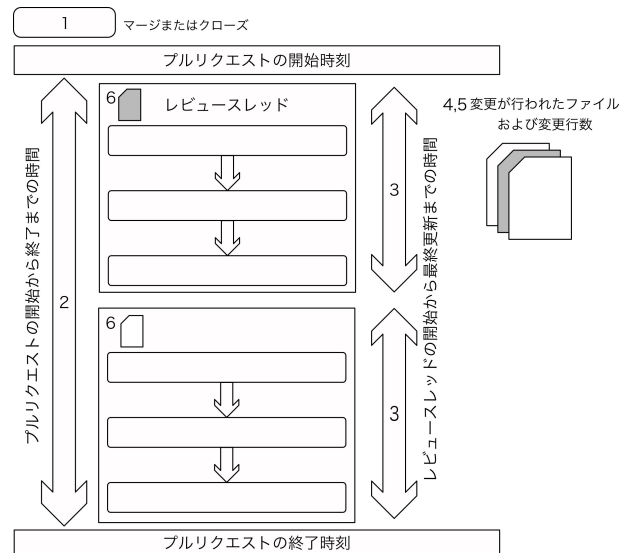 1
マージまたはクローズ
プルリクエストの開始時刻
6
レビュースレッド
4,5 変更が行われたファイル
および変更行数
プルリクエストの開始から終了までの時間
2
3
レビュースレッドの開始から最終更新までの時間
6
3
プルリクエストの終了時刻